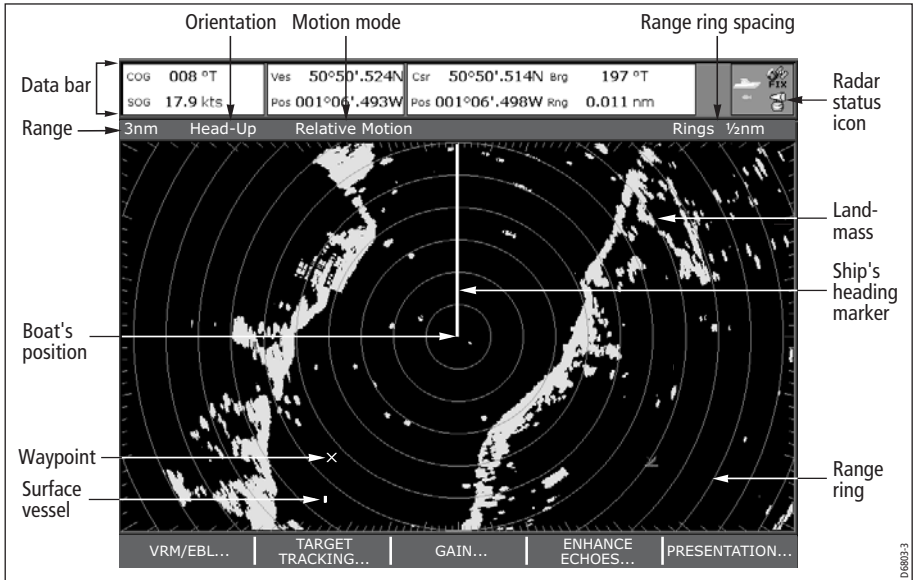 Orientation Motion mode Range ring spacing
Data bar
COG 008 °T
SOG 17.9 kts
Ves 50°50'.524N
Pos 001°06'.493W
Csr 50°50'.514N Brg 197 °T
Pos 001°06'.498W Rng 0.011 nm
FIX
Radar
status
icon
Range
3nm Head-Up Relative Motion Rings ½nm
Land-
mass
Ship's
heading
marker
Boat's
position
Waypoint
Surface
vessel
Range
ring
VRM/EBL...
TARGET
TRACKING...
GAIN...
ENHANCE
ECHOES...
PRESENTATION...
D6803-3